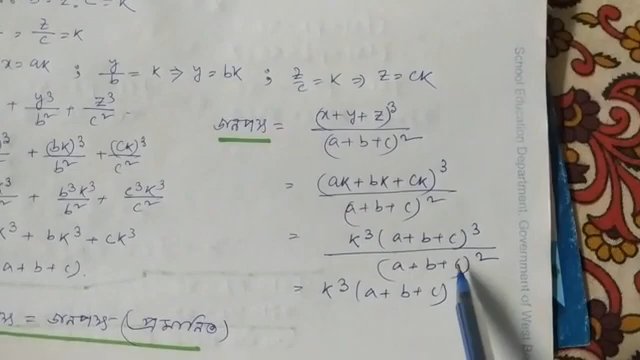 z/c = k
x = ak ; y/b = k ⇒ y = bk ; z/c = k ⇒ z = ck
+ y³/b² + z³/c²
+ (bk)³/b² + (ck)³/c²
+ b³k³/b² + c³k³/c²
k³ + bk³ + ck³
a + b + c).
= ডানপক্ষ (প্রমাণিত)
ডানপক্ষ = (x+y+z)³/(a+b+c)²
= (ak+bk+ck)³/(a+b+c)²
= k³(a+b+c)³/(a+b+c)²
= k³(a+b+c)
School Education Department, Government of West B